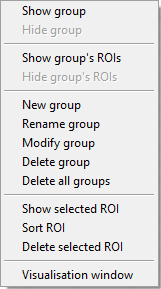 Show group
Hide group
Show group's ROIs
Hide group's ROIs
New group
Rename group
Modify group
Delete group
Delete all groups
Show selected ROI
Sort ROI
Delete selected ROI
Visualisation window